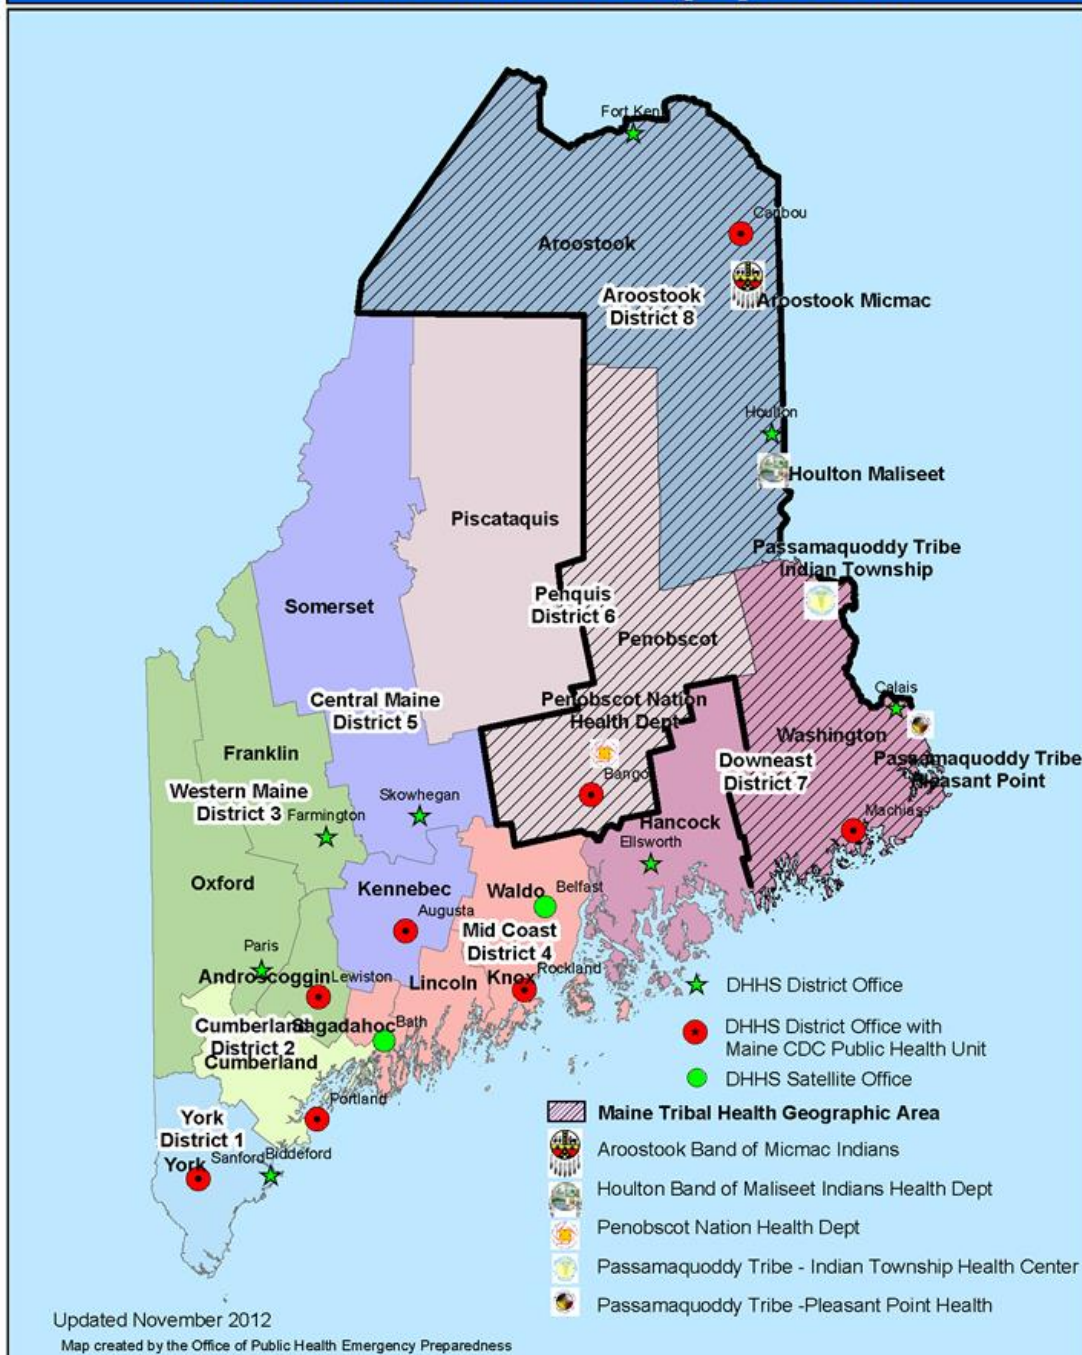 Fort Ken
Caribou
Aroostook
Aroostook
District 8
Aroostook Micmac
Houlton
Houlton Maliseet
Piscataquis
Passamaquoddy Tribe
Indian Township
Somerset
Penquis
District 6
Penobscot
Calais
Central Maine
District 5
Penobscot Nation
Health Dept
Washington
Franklin
Downeast
District 7
Passamaquoddy Tribe
Pleasant Point
Western Maine
District 3
Farmington
Skowhegan
Bango
Machias
Hancock
Ellsworth
Oxford
Kennebec
Augusta
Waldo
Belfast
Mid Coast
District 4
Paris
Androscoggin
Lewiston
Lincoln
Knox
Rockland
Cumberland
District 2
Sagadahoc
Bath
Cumberland
Portland
York
District 1
York
Sanford
Biddeford
DHHS District Office
DHHS District Office with
Maine CDC Public Health Unit
DHHS Satellite Office
Maine Tribal Health Geographic Area
Aroostook Band of Micmac Indians
Houlton Band of Maliseet Indians Health Dept
Penobscot Nation Health Dept
Passamaquoddy Tribe - Indian Township Health Center
Passamaquoddy Tribe -Pleasant Point Health
Updated November 2012
Map created by the Office of Public Health Emergency Preparedness